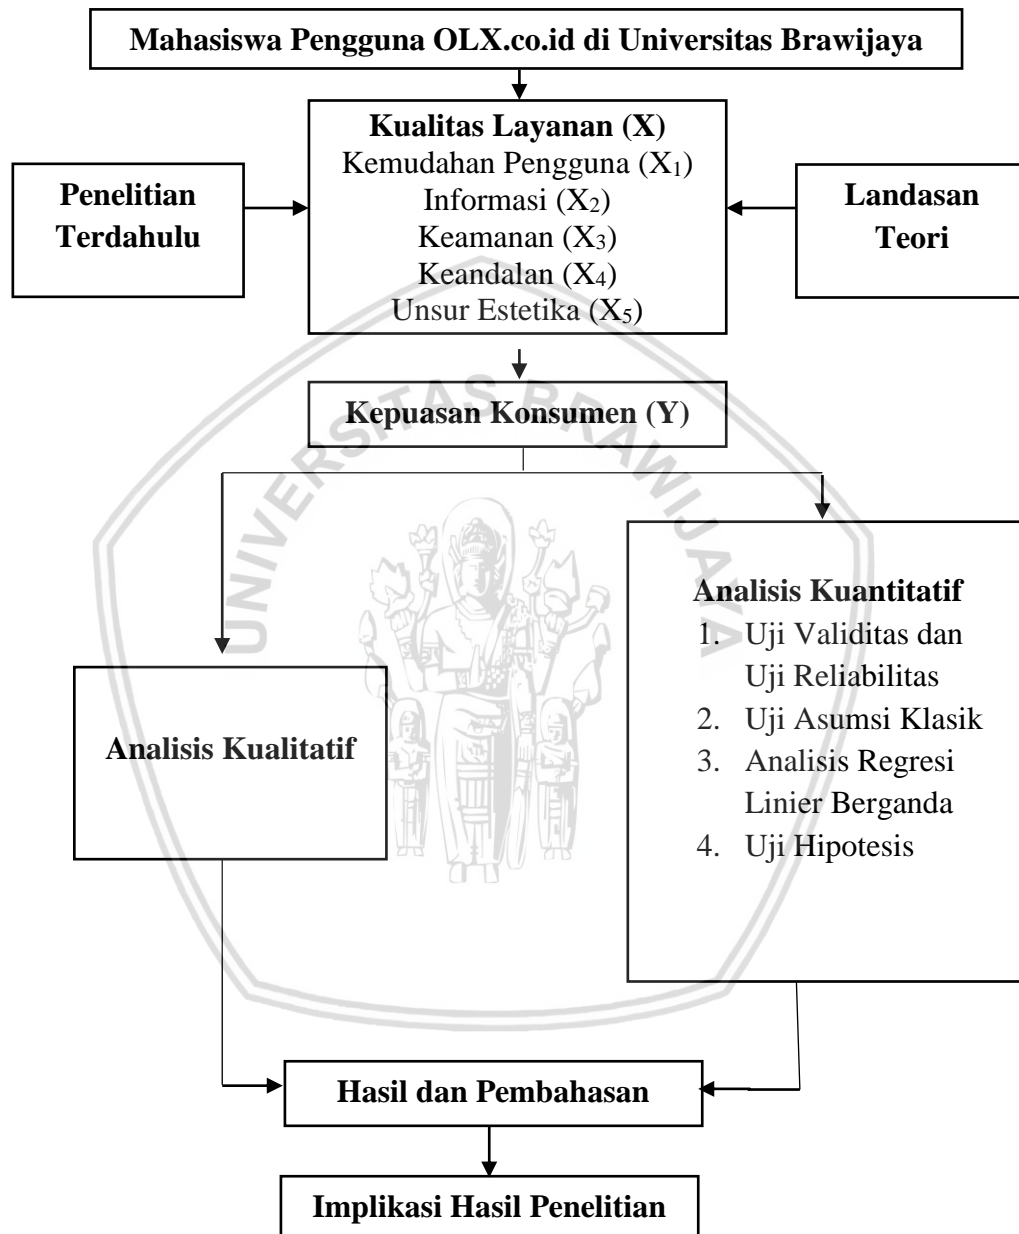 Mahasiswa Pengguna OLX.co.id di Universitas Brawijaya
Kualitas Layanan (X)
Kemudahan Pengguna (X₁)
Informasi (X₂)
Keamanan (X₃)
Keandalan (X₄)
Unsur Estetika (X₅)
Penelitian
Terdahulu
Landasan
Teori
Kepuasan Konsumen (Y)
UNIVERSITAS BRAWIJAYA
Analisis Kualitatif
Analisis Kuantitatif
1. Uji Validitas dan
Uji Reliabilitas
2. Uji Asumsi Klasik
3. Analisis Regresi
Linier Berganda
4. Uji Hipotesis
Hasil dan Pembahasan
Implikasi Hasil Penelitian